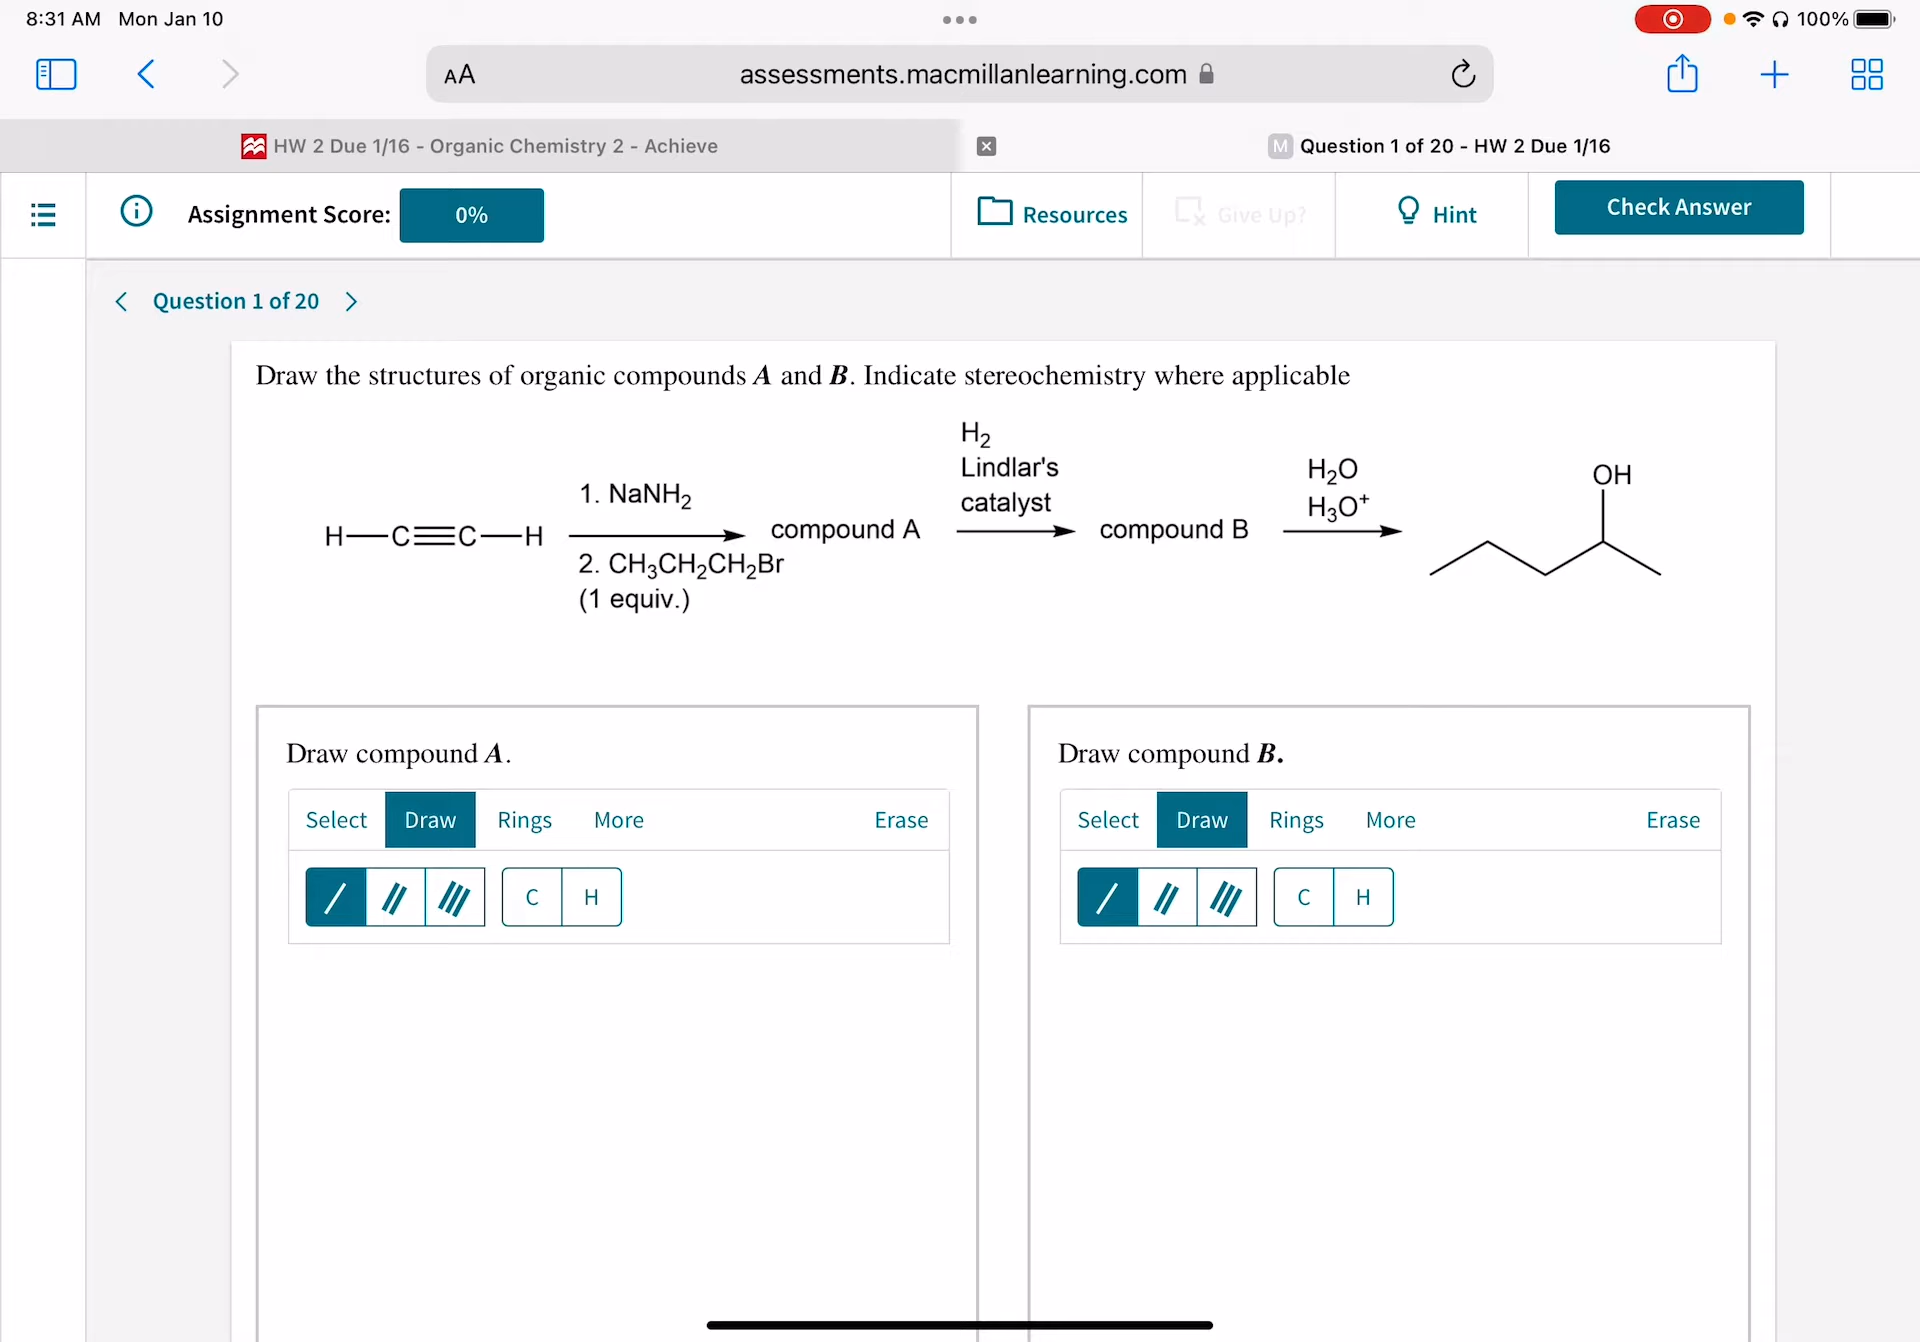 8:31 AM Mon Jan 10
100%
AA
assessments.macmillanlearning.com
HW 2 Due 1/16 - Organic Chemistry 2 - Achieve
M Question 1 of 20 - HW 2 Due 1/16
Assignment Score: 0%
Resources
Give Up?
Hint
Check Answer
Question 1 of 20
Draw the structures of organic compounds A and B. Indicate stereochemistry where applicable
H—C≡C—H
1. NaNH₂
2. CH₃CH₂CH₂Br
(1 equiv.)
compound A
H₂
Lindlar's
catalyst
compound B
H₂O
H₃O⁺
OH
Draw compound A.
Select Draw Rings More Erase
C H
Draw compound B.
Select Draw Rings More Erase
C H